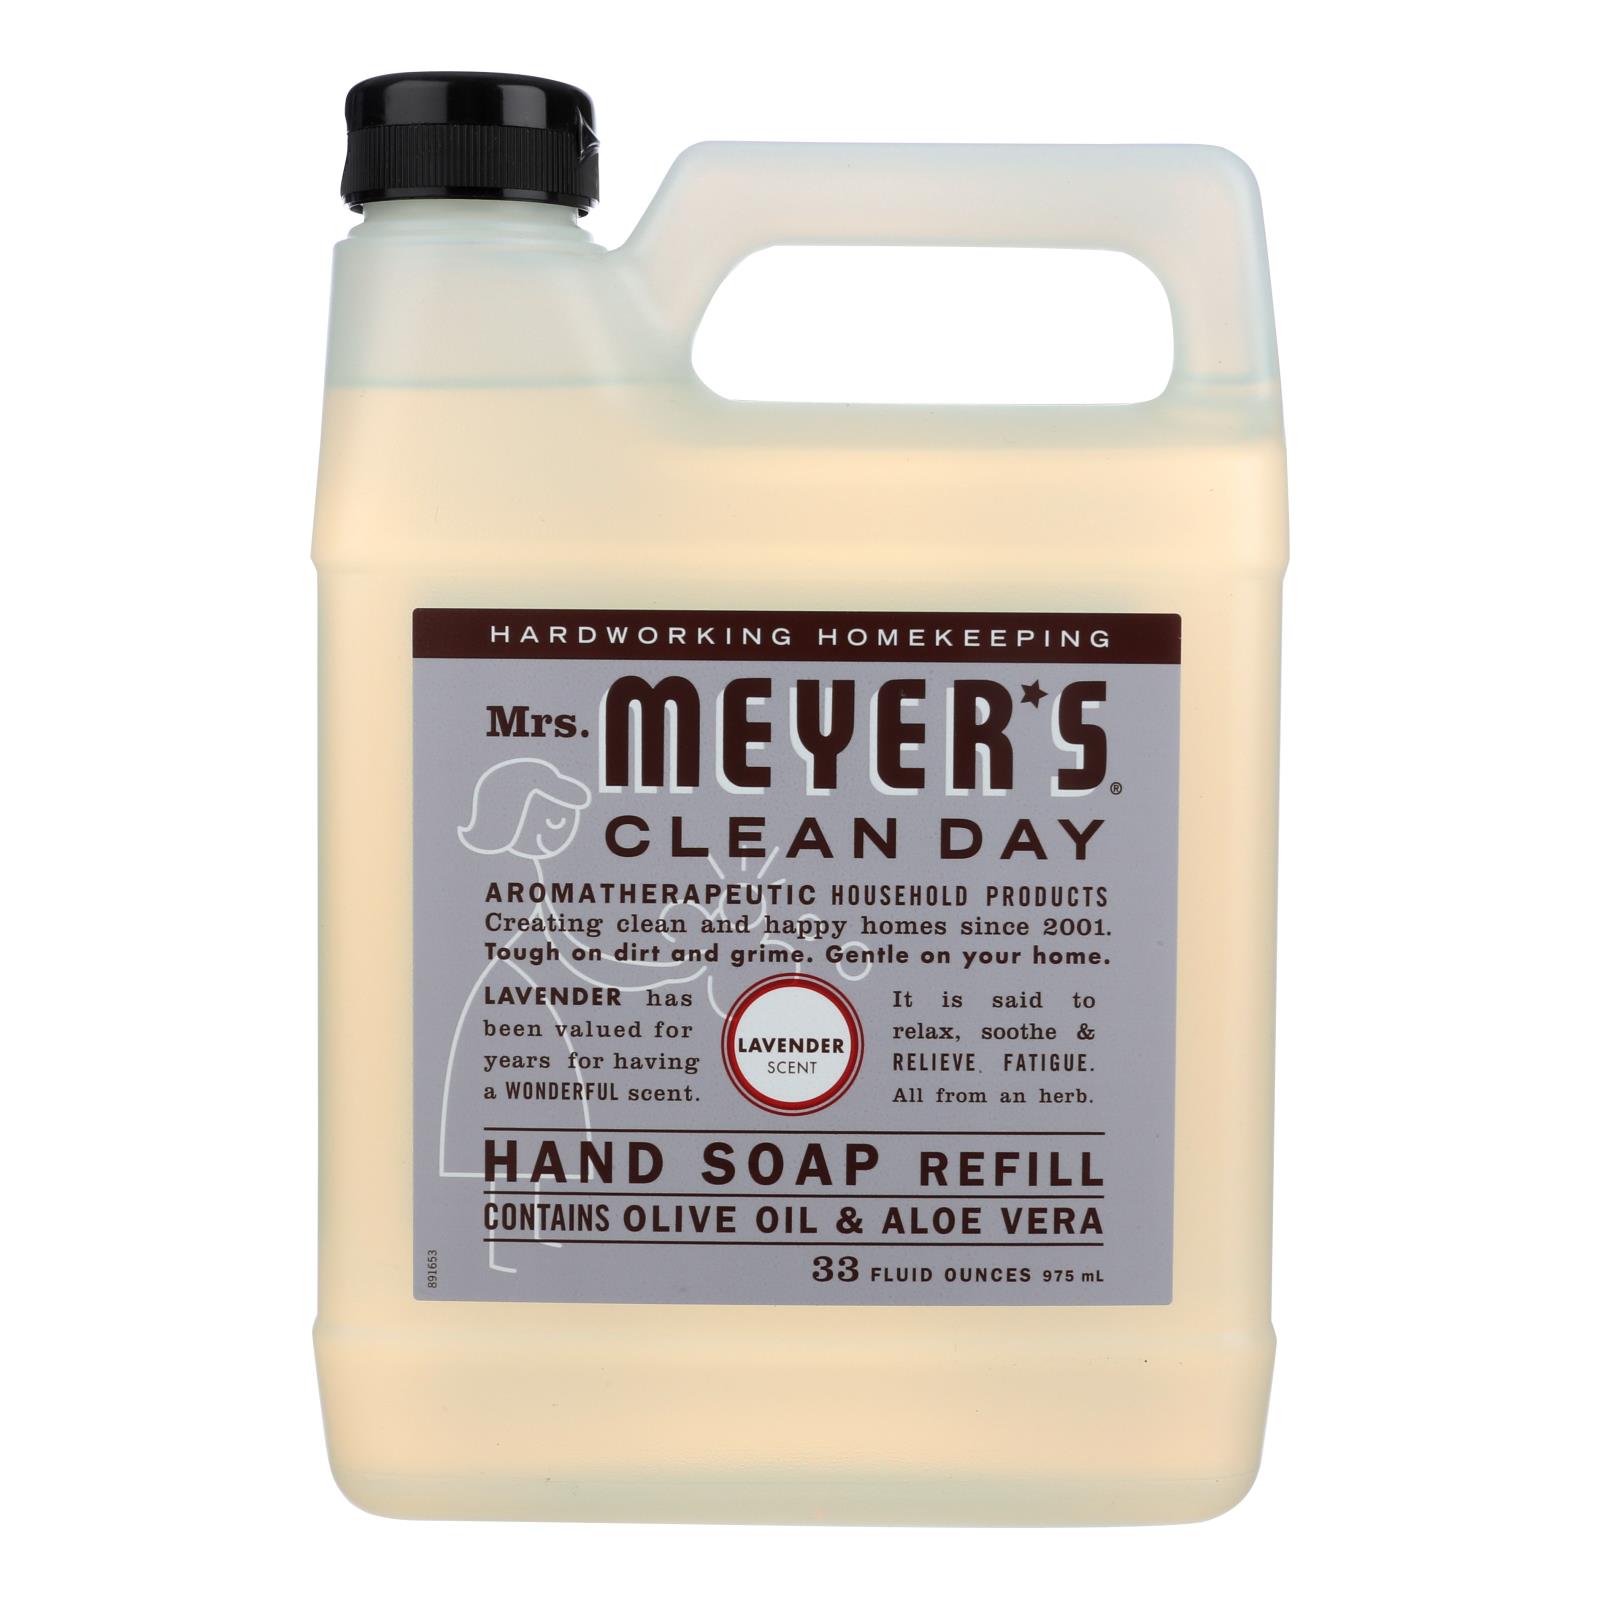 HARDWORKING HOMEKEEPING
Mrs. MEYER'S®
CLEAN DAY
AROMATHERAPEUTIC HOUSEHOLD PRODUCTS
Creating clean and happy homes since 2001.
Tough on dirt and grime. Gentle on your home.
LAVENDER has
been valued for
years for having
a WONDERFUL scent.
LAVENDER
SCENT
It is said to
relax, soothe &
RELIEVE FATIGUE.
All from an herb.
HAND SOAP REFILL
CONTAINS OLIVE OIL & ALOE VERA
33 FLUID OUNCES 975 mL
891653